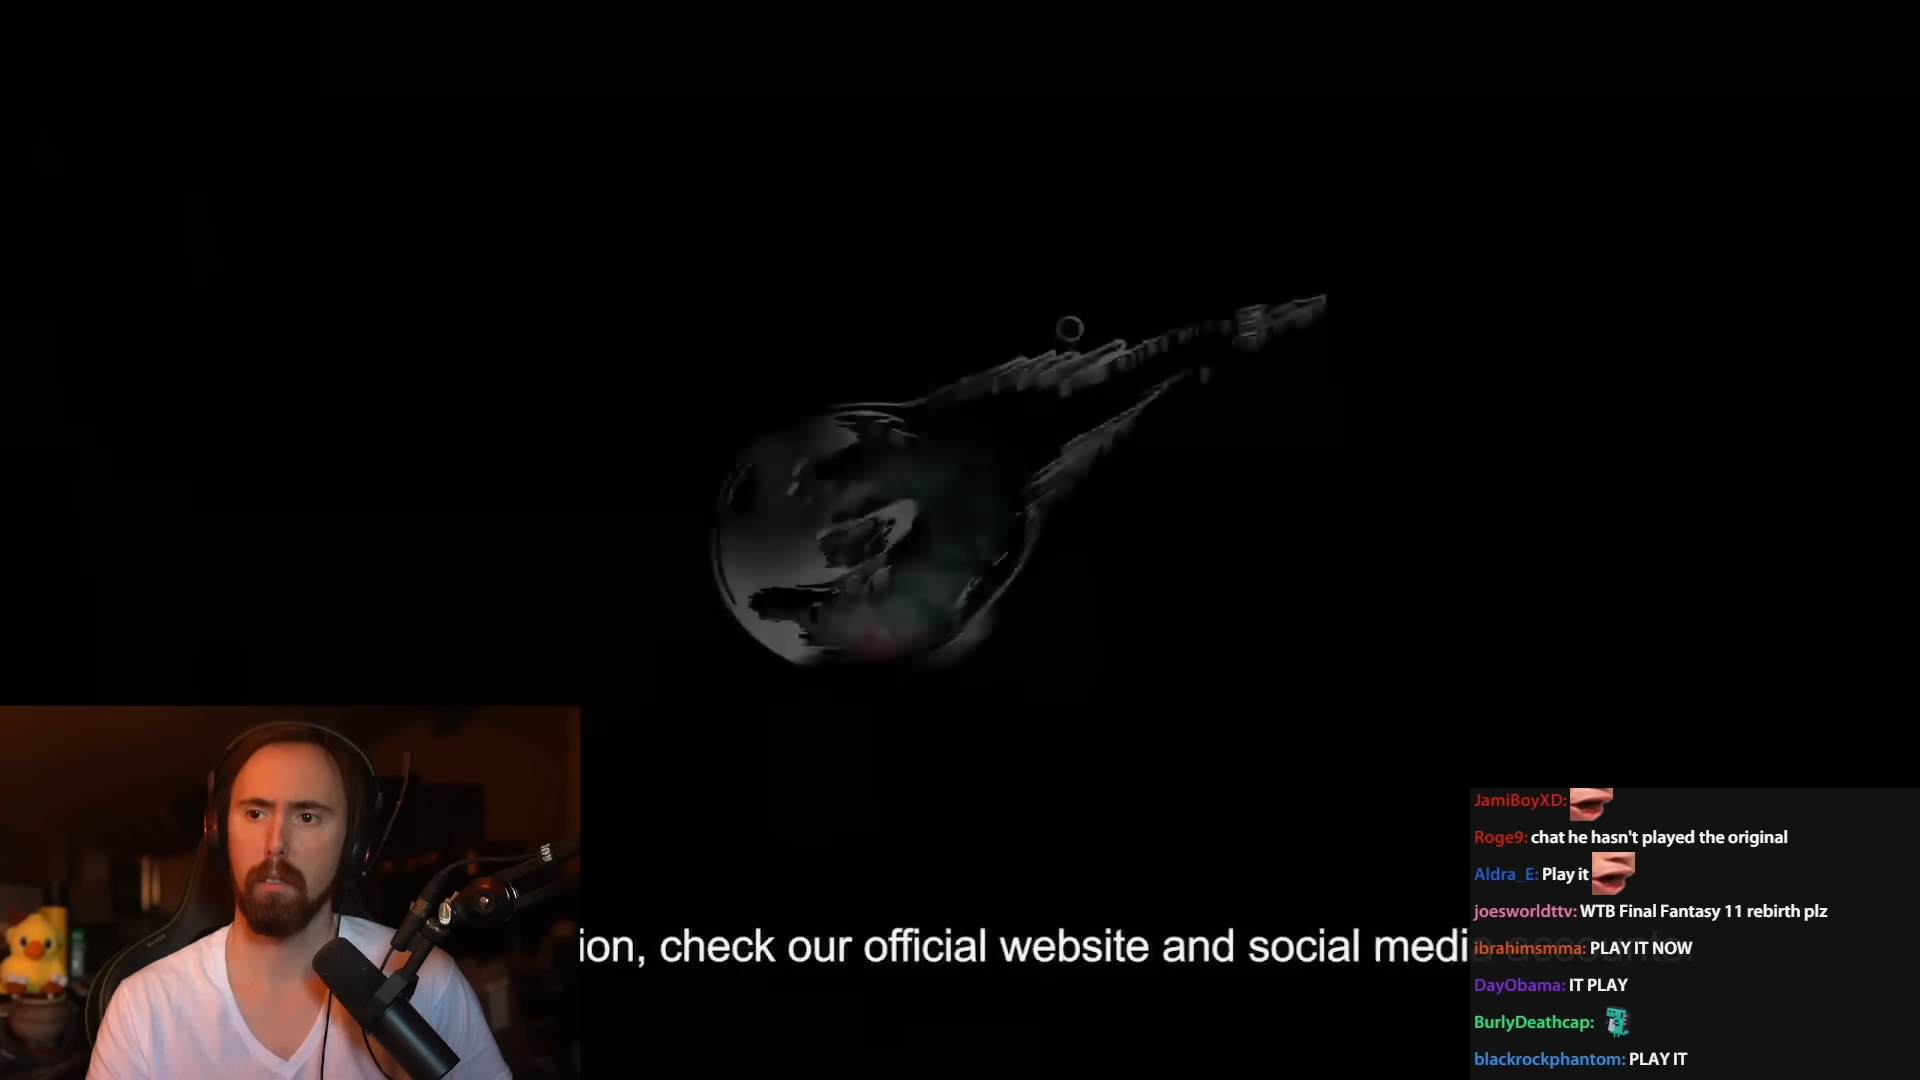 ion, check our official website and social medi
JamiBoyXD:
Roge9: chat he hasn't played the original
Aldra_E: Play it
joesworldttv: WTB Final Fantasy 11 rebirth plz
ibrahimsmma: PLAY IT NOW
DayObama: IT PLAY
BurlyDeathcap:
blackrockphantom: PLAY IT